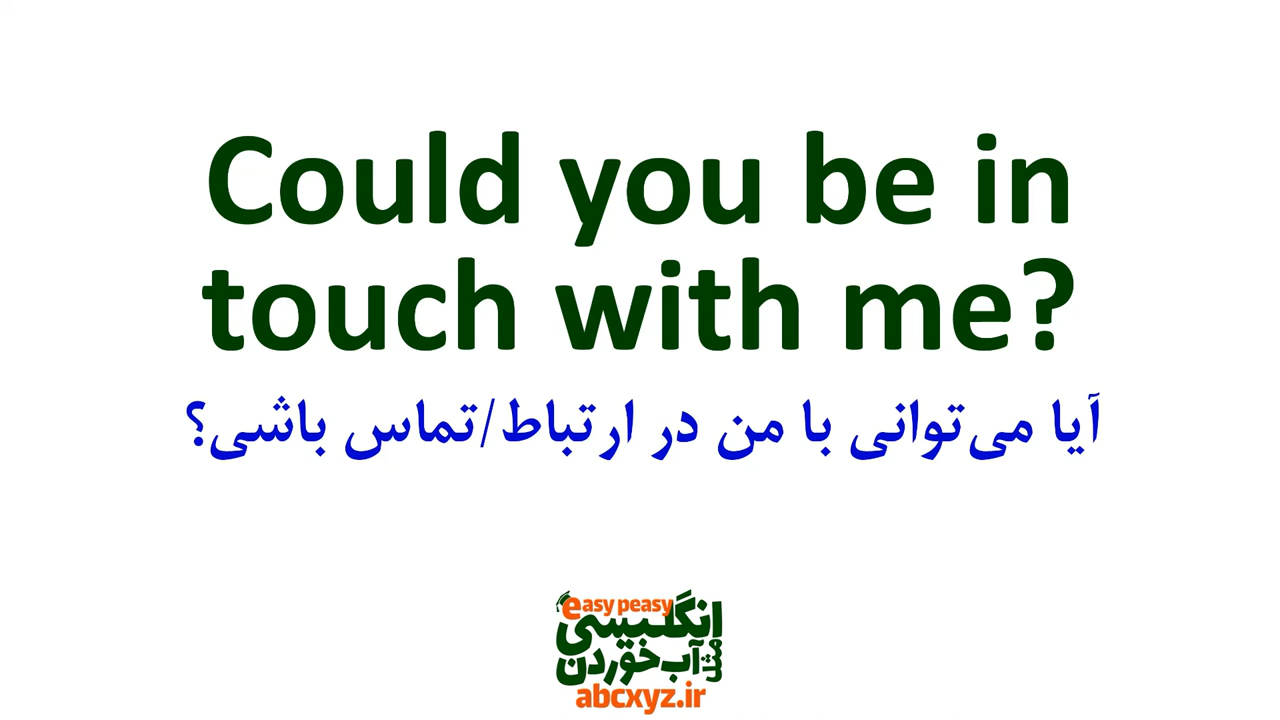 Could you be in
touch with me?
آیا می‌توانی با من در ارتباط/تماس باشی؟
easy peasy
انگلیسی
مثل آب خوردن
abcxyz.ir